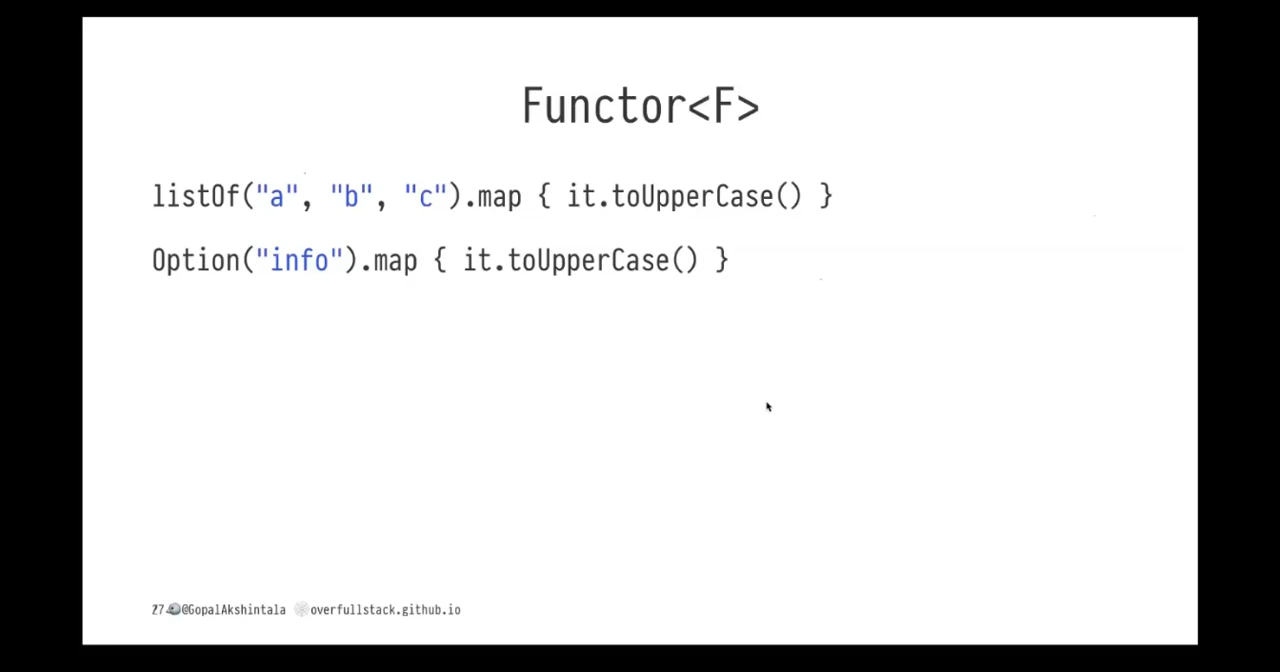 Functor<F>
listOf("a", "b", "c").map { it.toUpperCase() }
Option("info").map { it.toUpperCase() }
27 @GopalAkshintala overfullstack.github.io